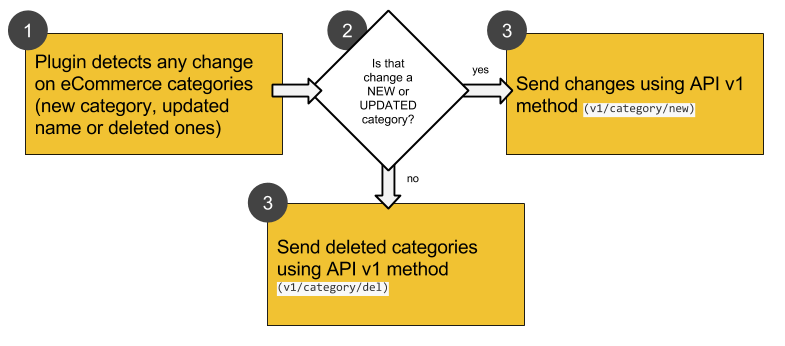 1
Plugin detects any change
on eCommerce categories
(new category, updated
name or deleted ones)
2
Is that
change a
NEW or
UPDATED
category?
yes
3
Send changes using API v1
method (v1/category/new)
no
3
Send deleted categories
using API v1 method
(v1/category/del)